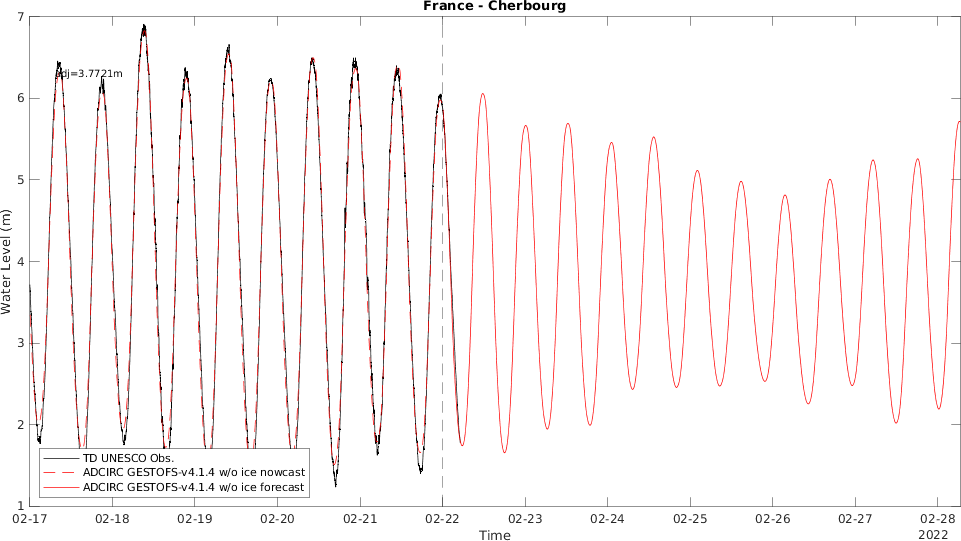 France - Cherbourg
7
6
5
4
3
2
1
Water Level (m)
adj=3.7721m
TD UNESCO Obs.
ADCIRC GESTOFS-v4.1.4 w/o ice nowcast
ADCIRC GESTOFS-v4.1.4 w/o ice forecast
02-17 02-18 02-19 02-20 02-21 02-22 02-23 02-24 02-25 02-26 02-27 02-28
2022
Time